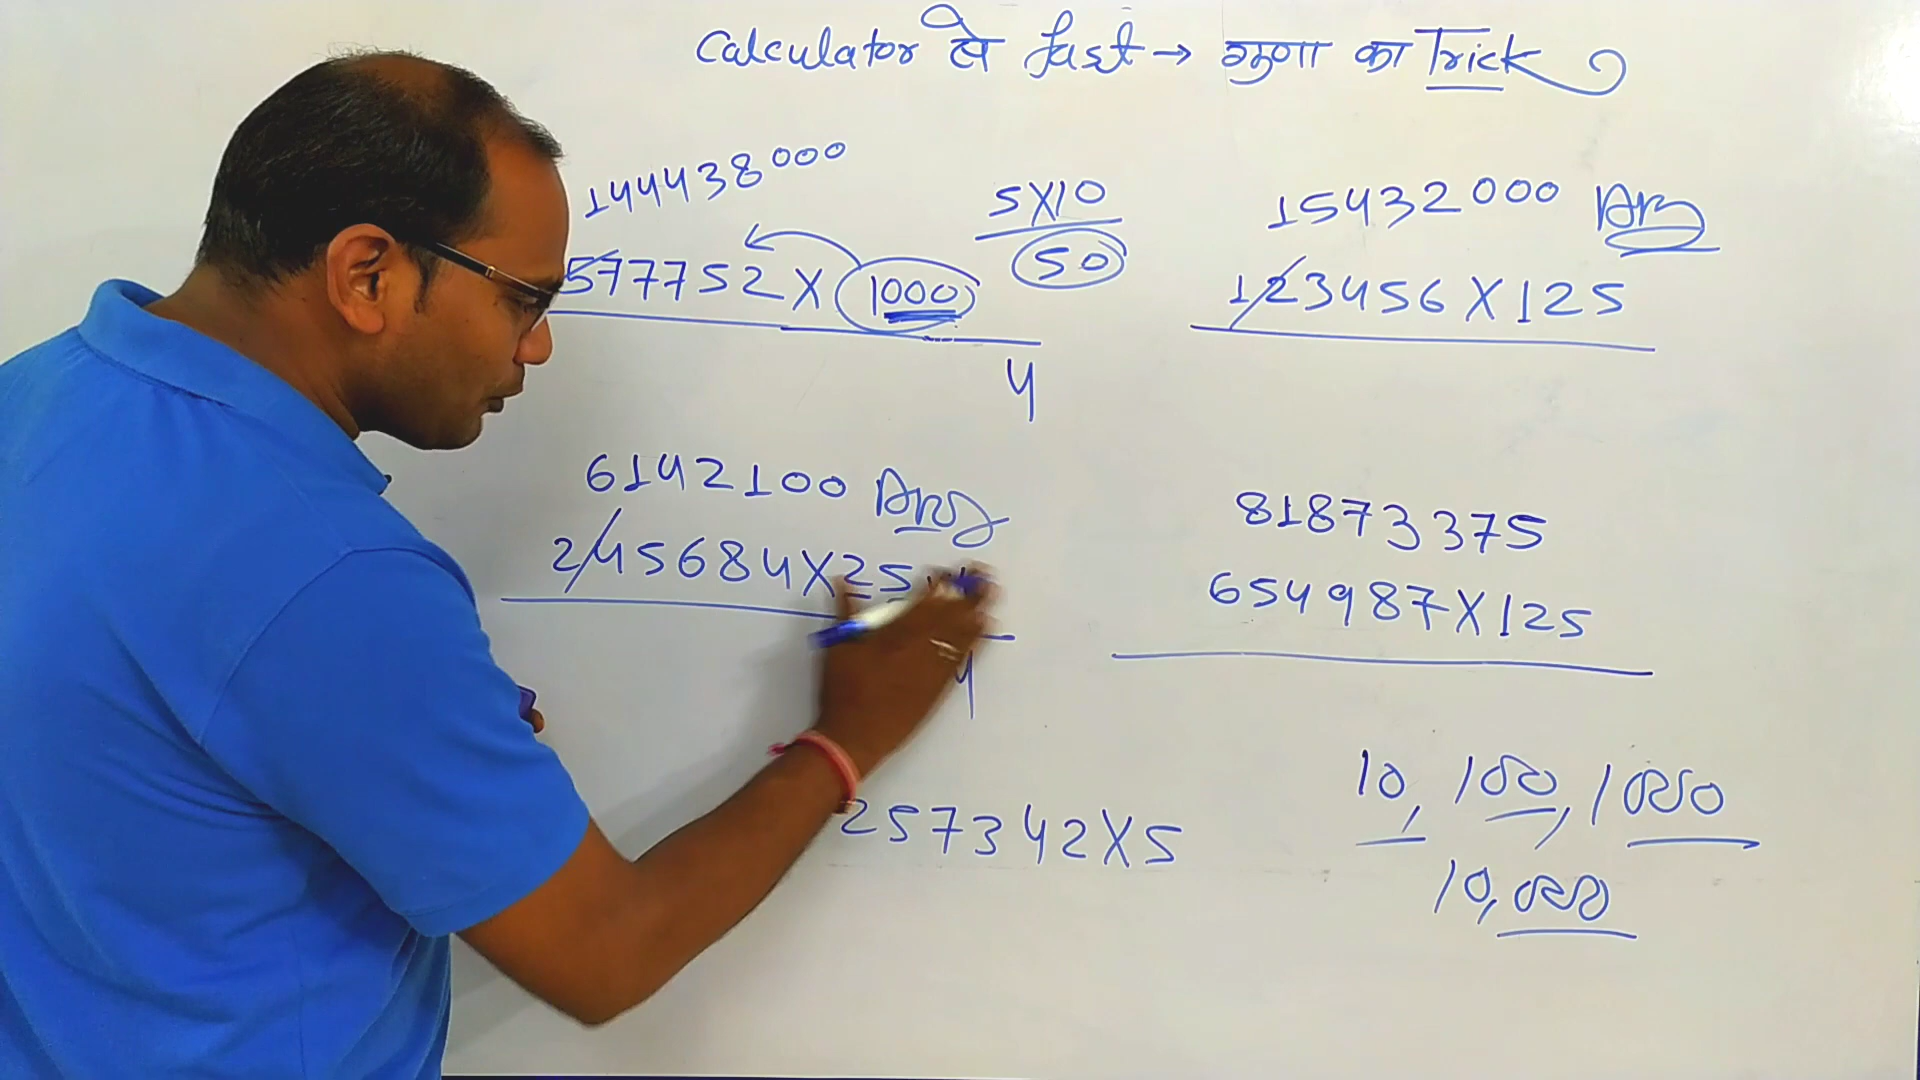 Calculator से fast → गुणा का Trick
144438000
577752 X 1000
4
5X10
50
15432000 Ans
123456 X 125
6142100 Ans
245684X25
4
81873375
654987X125
257342X5
10, 100, 1000
10,000